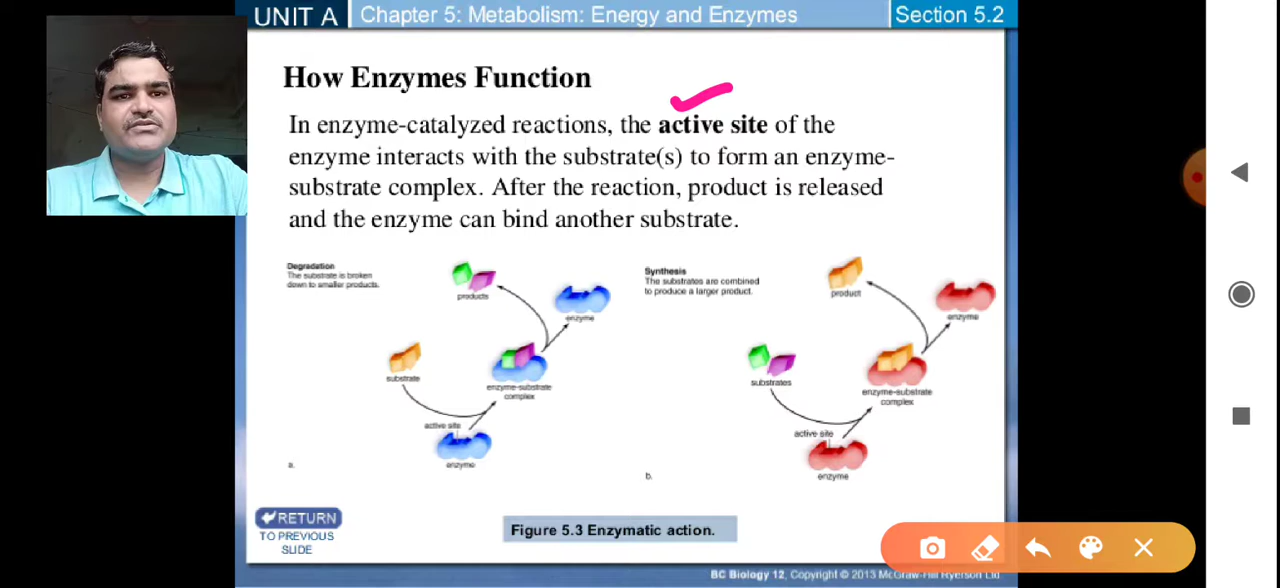 UNIT A
Chapter 5: Metabolism: Energy and Enzymes
Section 5.2
How Enzymes Function
In enzyme-catalyzed reactions, the active site of the
enzyme interacts with the substrate(s) to form an enzyme-
substrate complex. After the reaction, product is released
and the enzyme can bind another substrate.
Degradation
The substrate is broken
down to smaller products.
products
enzyme
substrate
enzyme-substrate
complex
active site
enzyme
a.
Synthesis
The substrates are combined
to produce a larger product.
product
enzyme
substrates
enzyme-substrate
complex
active site
enzyme
b.
RETURN
TO PREVIOUS
SLIDE
Figure 5.3 Enzymatic action.
BC Biology 12, Copyright © 2013 McGraw-Hill Ryerson Ltd